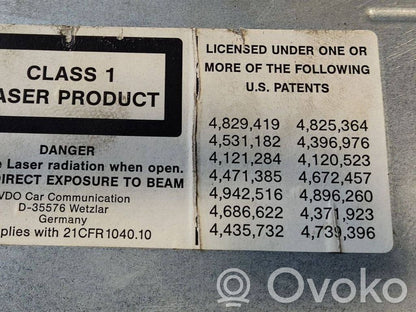 CLASS 1
ASER PRODUCT
DANGER
e Laser radiation when open.
DIRECT EXPOSURE TO BEAM
VDO Car Communication
D-35576 Wetzlar
Germany
mplies with 21CFR1040.10
LICENSED UNDER ONE OR
MORE OF THE FOLLOWING
U.S. PATENTS
4,829,419 4,825,364
4,531,182 4,396,976
4,121,284 4,120,523
4,471,385 4,672,457
4,942,516 4,896,260
4,686,622 4,371,923
4,435,732 4,739,396
Ovoko